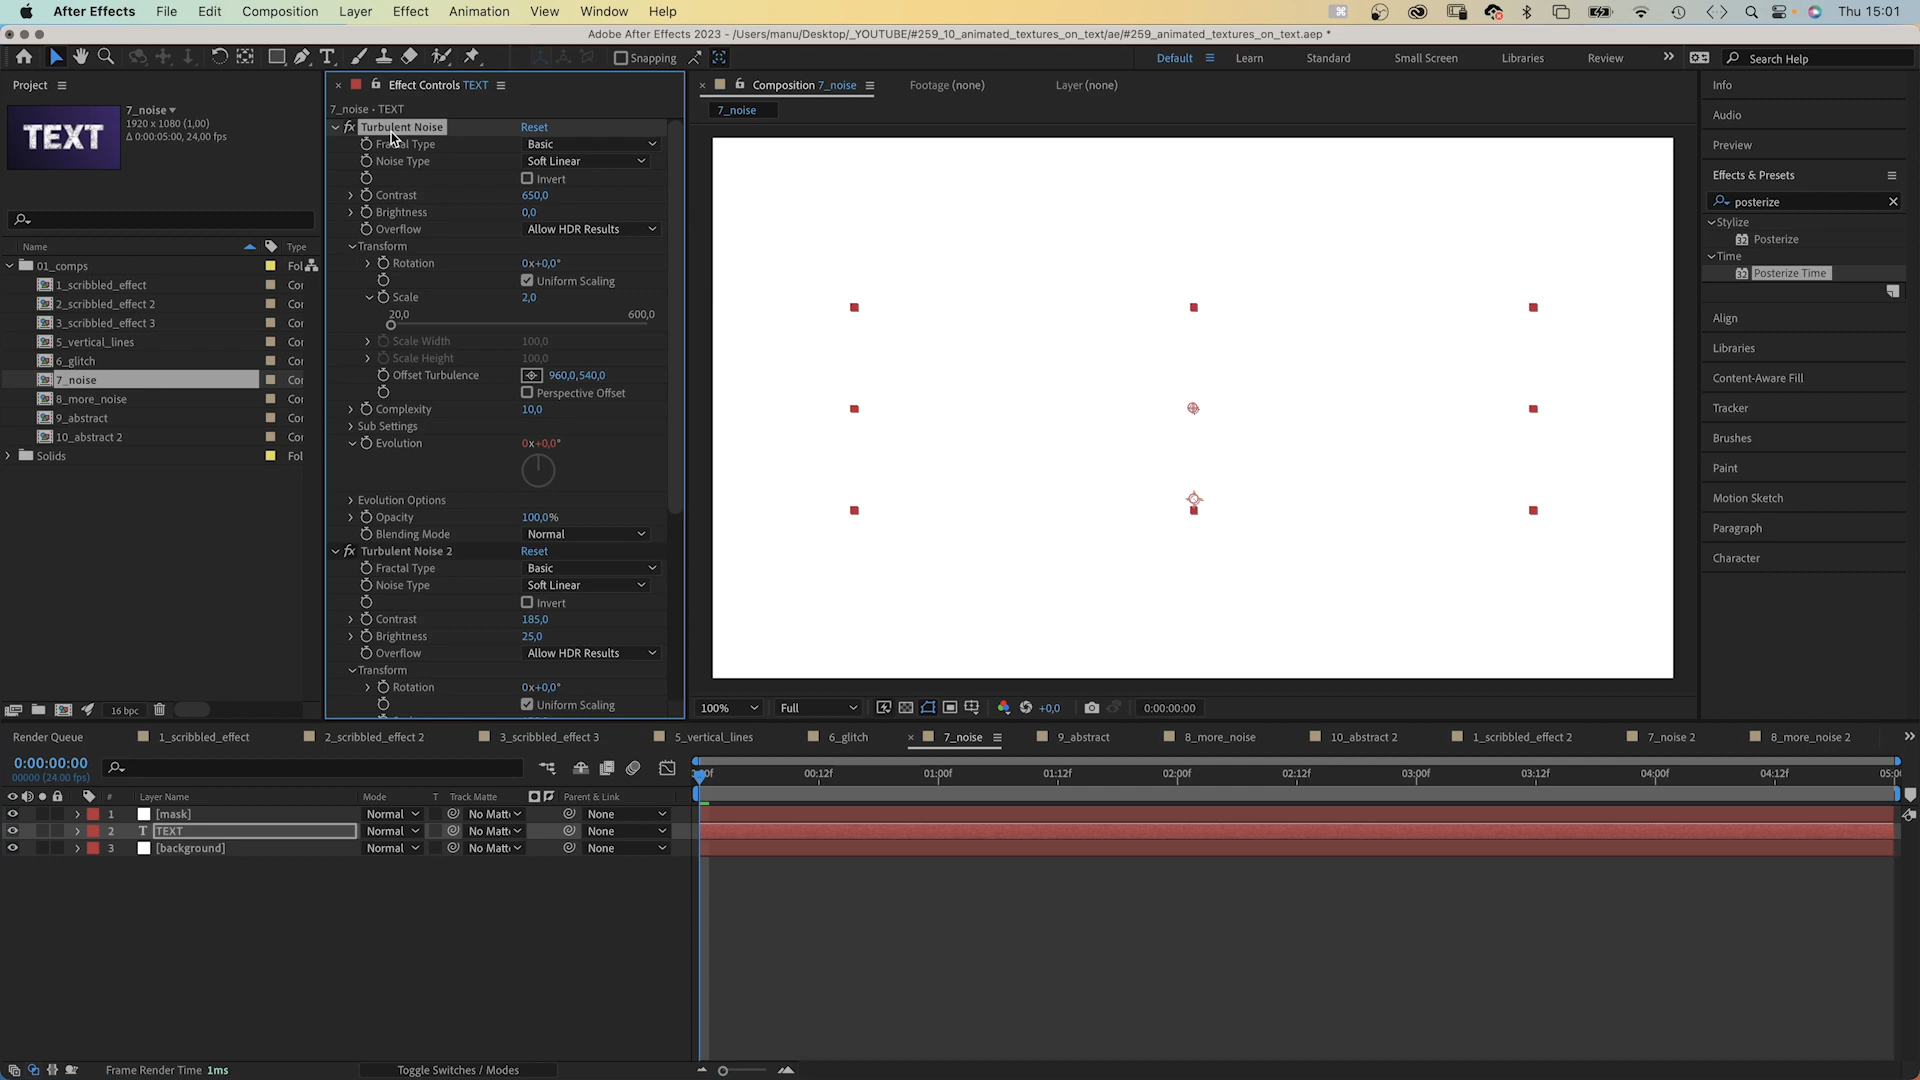 After Effects File Edit Composition Layer Effect Animation View Window Help Thu 15:01
Adobe After Effects 2023 - /Users/manu/Desktop/_YOUTUBE/#259_10_animated_textures_on_text/ae/#259_animated_textures_on_text.aep *
Snapping Default Learn Standard Small Screen Libraries Review Search Help
Project
7_noise
1920 x 1080 (1,00)
Δ 0:00:05:00, 24,00 fps
TEXT
Name Type
01_comps Fol
1_scribbled_effect Cor
2_scribbled_effect 2 Cor
3_scribbled_effect 3 Cor
5_vertical_lines Cor
6_glitch Cor
7_noise Cor
8_more_noise Cor
9_abstract Cor
10_abstract 2 Cor
Solids Fol
16 bpc
Effect Controls TEXT
7_noise • TEXT
fx Turbulent Noise Reset
Fractal Type Basic
Noise Type Soft Linear
Invert
Contrast 650,0
Brightness 0,0
Overflow Allow HDR Results
Transform
Rotation 0x+0,0°
Uniform Scaling
Scale 2,0
20,0 600,0
Scale Width 100,0
Scale Height 100,0
Offset Turbulence 960,0,540,0
Perspective Offset
Complexity 10,0
Sub Settings
Evolution 0x+0,0°
Evolution Options
Opacity 100,0%
Blending Mode Normal
fx Turbulent Noise 2 Reset
Fractal Type Basic
Noise Type Soft Linear
Invert
Contrast 185,0
Brightness 25,0
Overflow Allow HDR Results
Transform
Rotation 0x+0,0°
Uniform Scaling
Composition 7_noise Footage (none) Layer (none)
7_noise
100% Full +0,0 0:00:00:00
Info
Audio
Preview
Effects & Presets
posterize
Stylize
32 Posterize
Time
32 Posterize Time
Align
Libraries
Content-Aware Fill
Tracker
Brushes
Paint
Motion Sketch
Paragraph
Character
Render Queue 1_scribbled_effect 2_scribbled_effect 2 3_scribbled_effect 3 5_vertical_lines 6_glitch 7_noise 9_abstract 8_more_noise 10_abstract 2 1_scribbled_effect 2 7_noise 2 8_more_noise 2
0:00:00:00
00000 (24.00 fps)
00:12f 01:00f 01:12f 02:00f 02:12f 03:00f 03:12f 04:00f 04:12f
# Layer Name Mode T Track Matte Parent & Link
1 [mask] Normal No Matte None
2 T TEXT Normal No Matte None
3 [background] Normal No Matte None
Frame Render Time 1ms Toggle Switches / Modes